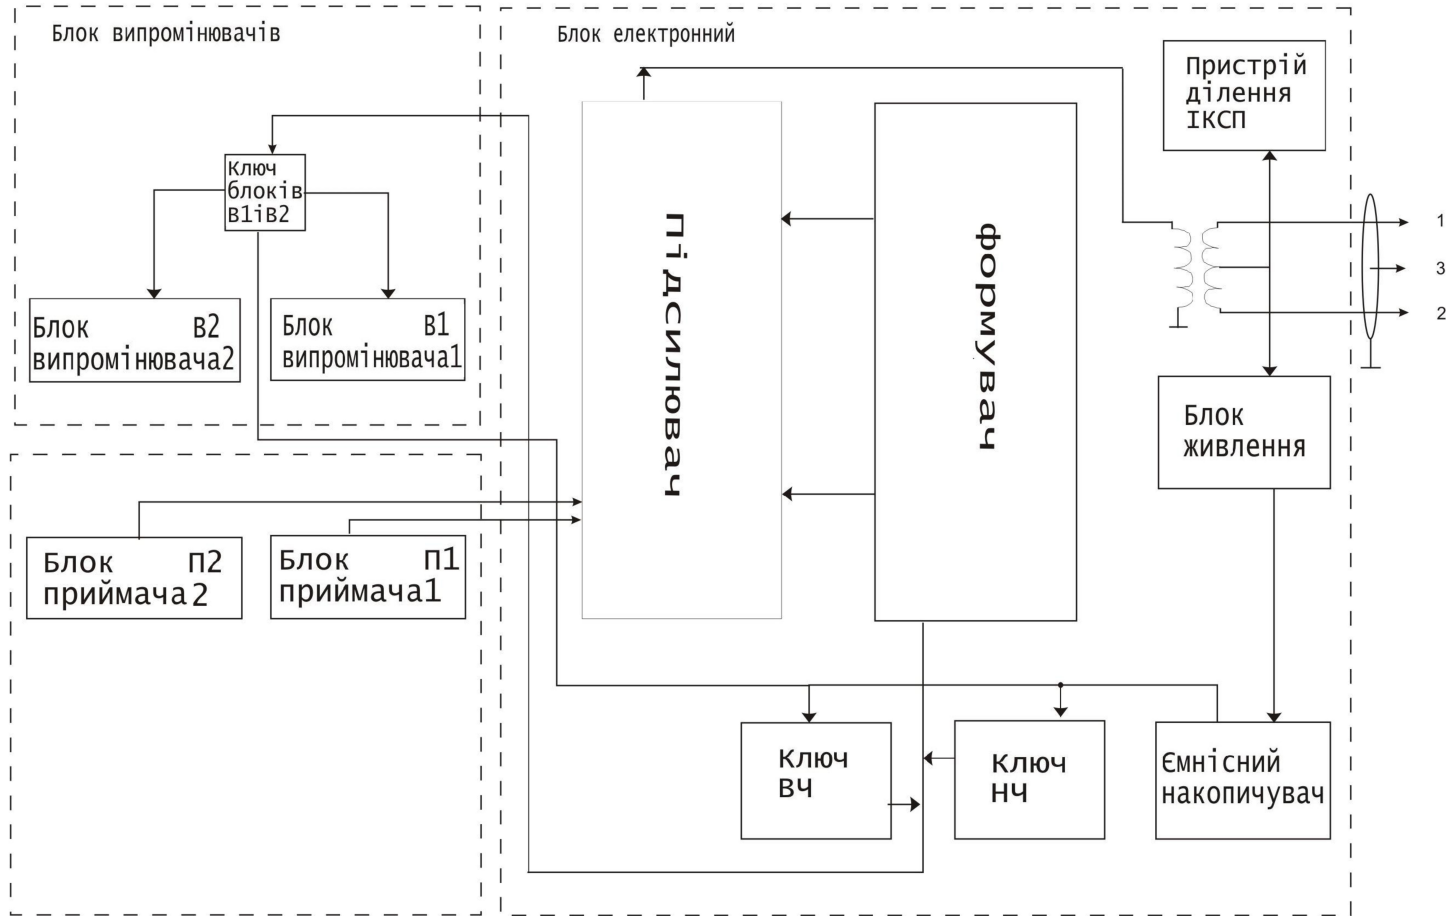 Блок випромінювачів
Блок електронний
Пристрій
ділення
ІКСП
Ключ
блоків
В1іВ2
1
3
2
Блок В2
випромінювача2
Блок В1
випромінювача1
Підсилювач
формувач
Блок
живлення
Блок П2
приймача2
Блок П1
приймача1
Ключ
ВЧ
Ключ
НЧ
Ємнісний
накопичувач